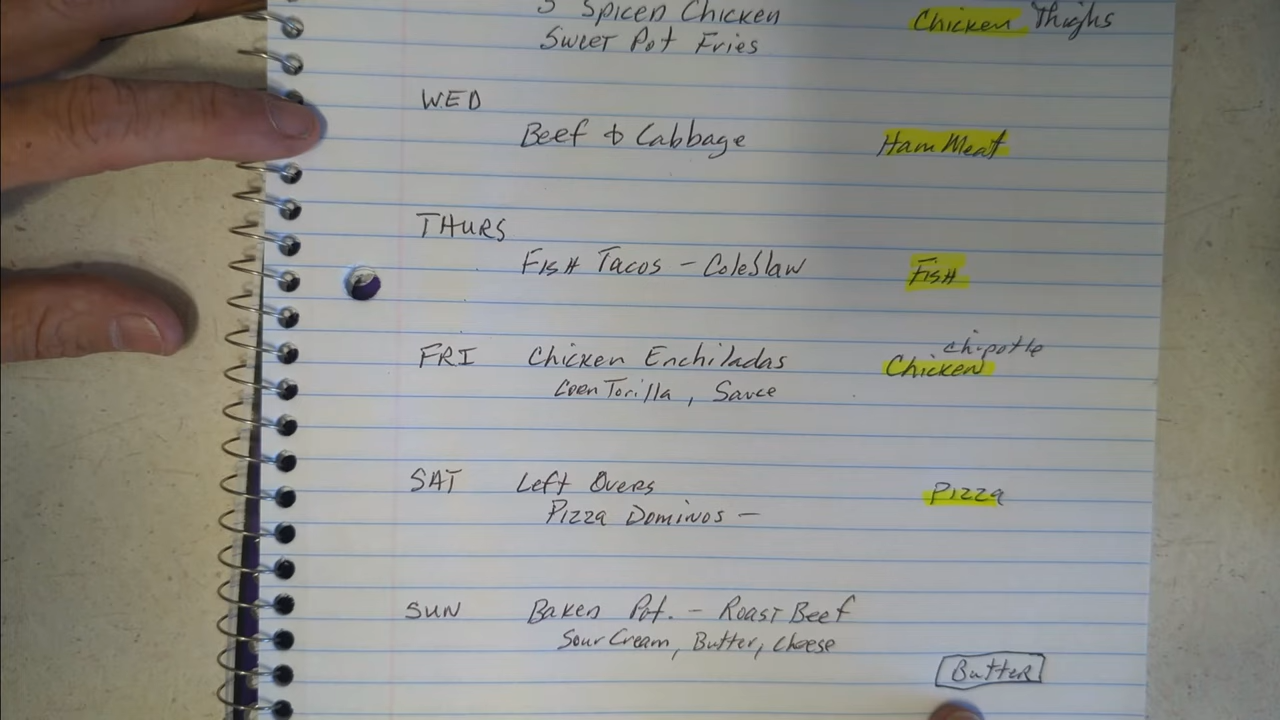 5 Spiced Chicken Chicken Thighs
Sweet Pot Fries
WED
Beef & Cabbage Ham Meat
THURS
Fish Tacos - Coleslaw Fish
chipotle
FRI Chicken Enchiladas Chicken
Corn Torilla, Sauce
SAT Left Overs Pizza
Pizza Dominos -
SUN Baked Pot. - Roast Beef
Sour Cream, Butter, Cheese
Butter